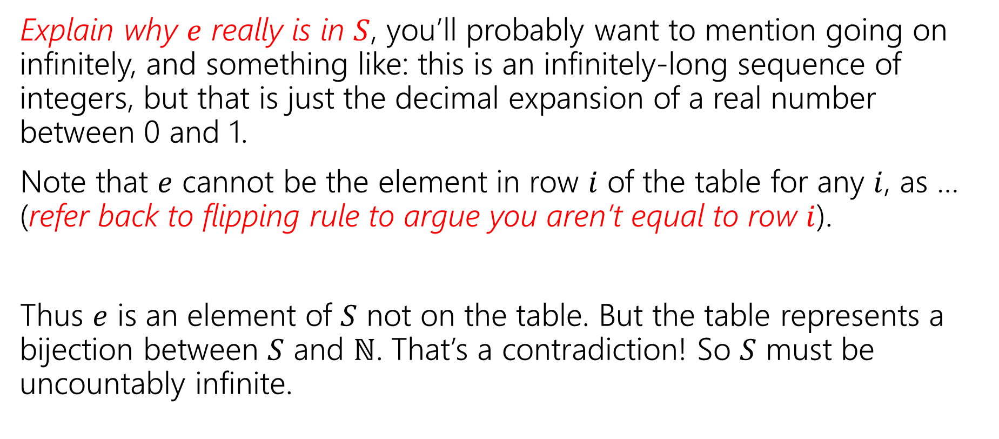 Explain why e really is in S, you’ll probably want to mention going on
infinitely, and something like: this is an infinitely-long sequence of
integers, but that is just the decimal expansion of a real number
between 0 and 1.
Note that e cannot be the element in row i of the table for any i, as …
(refer back to flipping rule to argue you aren’t equal to row i).
Thus e is an element of S not on the table. But the table represents a
bijection between S and ℕ. That’s a contradiction! So S must be
uncountably infinite.